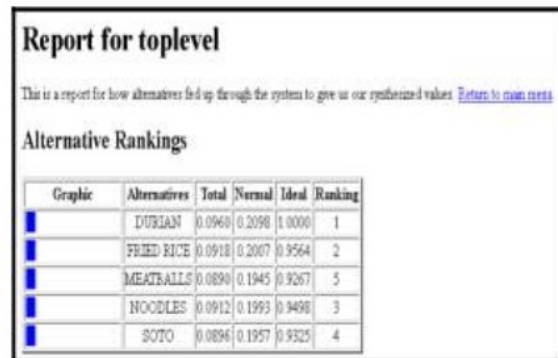 Report for toplevel
This is a report for how alternatives fed up through the system to give us our synthesized values. Return to main menu
Alternative Rankings
Graphic Alternatives Total Normal Ideal Ranking
DURIAN 0.0960 0.2098 1.0000 1
FRIED RICE 0.0918 0.2007 0.9564 2
MEATBALLS 0.0890 0.1945 0.9267 5
NOODLES 0.0912 0.1993 0.9498 3
SOTO 0.0896 0.1957 0.9325 4